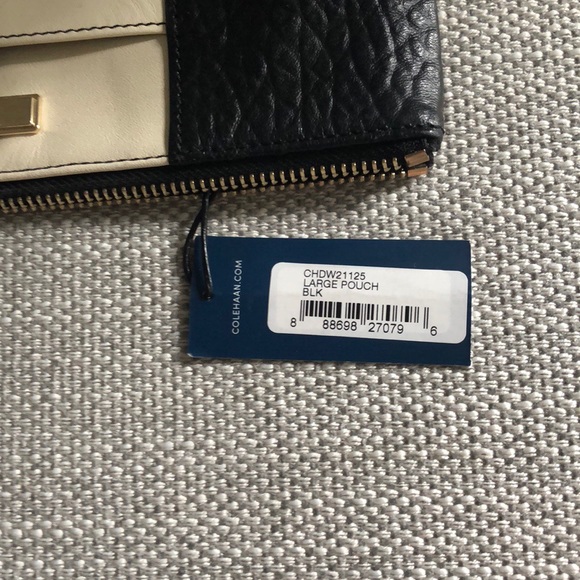 COLEHAAN.COM
CHDW21125
LARGE POUCH
BLK
8 88698 27079 6